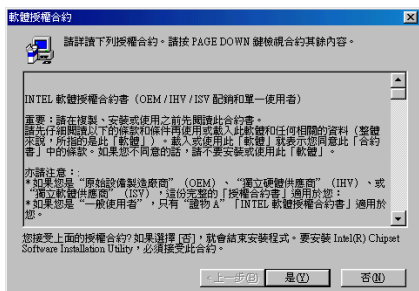 軟體授權合約
請詳讀下列授權合約。請按 PAGE DOWN 鍵檢視合約其餘內容。
INTEL 軟體授權合約書 (OEM / IHV / ISV 配銷和單一使用者)
重要：請在複製、安裝或使用之前先閱讀此合約書。
請先仔細閱讀以下的條款和條件再使用或載入此軟體和任何相關的資料（整體
來說，所指的是此「軟體」）。載入或使用此「軟體」就表示您同意此「合約
書」中的條款。如果您不同意的話，請不要安裝或使用此「軟體」。
亦請注意：
*如果您是“原始設備製造廠商” (OEM)、“獨立硬體供應商” (IHV)、或
“獨立軟體供應商” (ISV)，這份完整的「授權合約書」適用於您：
*如果您是“一般使用者”，只有“證物 A”「INTEL 軟體授權合約書」適用於
您。
您接受上面的授權合約? 如果選擇 [否]，就會結束安裝程式。要安裝 Intel(R) Chipset
Software Installation Utility，必須接受此合約。
< 上一步(B) 是(Y) 否(N)